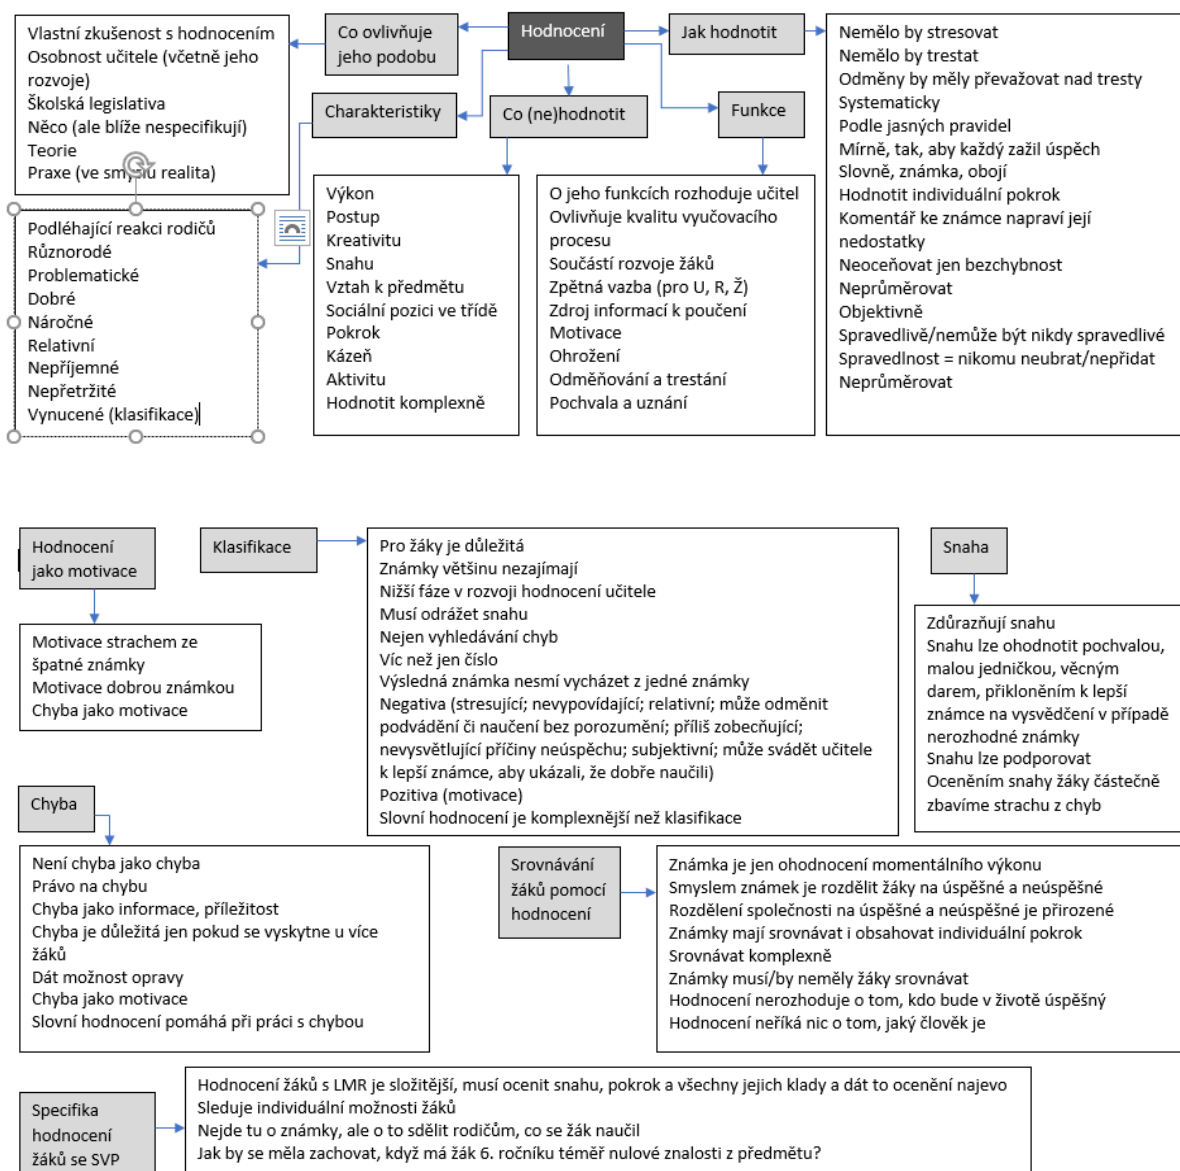 Hodnocení
Co ovlivňuje
jeho podobu
Vlastní zkušenost s hodnocením
Osobnost učitele (včetně jeho
rozvoje)
Školská legislativa
Něco (ale blíže nespecifikují)
Teorie
Praxe (ve smyslu realita)
Charakteristiky
Podléhající reakci rodičů
Různorodé
Problematické
Dobré
Náročné
Relativní
Nepříjemné
Nepřetržité
Vynucené (klasifikace)
Co (ne)hodnotit
Výkon
Postup
Kreativitu
Snahu
Vztah k předmětu
Sociální pozici ve třídě
Pokrok
Kázeň
Aktivitu
Hodnotit komplexně
Funkce
O jeho funkcích rozhoduje učitel
Ovlivňuje kvalitu vyučovacího
procesu
Součástí rozvoje žáků
Zpětná vazba (pro U, R, Ž)
Zdroj informací k poučení
Motivace
Ohrožení
Odměňování a trestání
Pochvala a uznání
Jak hodnotit
Nemělo by stresovat
Nemělo by trestat
Odměny by měly převažovat nad tresty
Systematicky
Podle jasných pravidel
Mírně, tak, aby každý zažil úspěch
Slovně, známka, obojí
Hodnotit individuální pokrok
Komentář ke známce napraví její
nedostatky
Neoceňovat jen bezchybnost
Neprůměrovat
Objektivně
Spravedlivě/nemůže být nikdy spravedlivé
Spravedlnost = nikomu neubrat/nepřidat
Neprůměrovat
Hodnocení
jako motivace
Motivace strachem ze
špatné známky
Motivace dobrou známkou
Chyba jako motivace
Klasifikace
Pro žáky je důležitá
Známky většinu nezajímají
Nižší fáze v rozvoji hodnocení učitele
Musí odrážet snahu
Nejen vyhledávání chyb
Víc než jen číslo
Výsledná známka nesmí vycházet z jedné známky
Negativa (stresující; nevypovídající; relativní; může odměnit
podvádění či naučení bez porozumění; příliš zobecňující;
nevysvětlující příčiny neúspěchu; subjektivní; může svádět učitele
k lepší známce, aby ukázali, že dobře naučili)
Pozitiva (motivace)
Slovní hodnocení je komplexnější než klasifikace
Snaha
Zdůrazňují snahu
Snahu lze ohodnotit pochvalou,
malou jedničkou, věcným
darem, přikloněním k lepší
známce na vysvědčení v případě
nerozhodné známky
Snahu lze podporovat
Oceněním snahy žáky částečně
zbavíme strachu z chyb
Chyba
Není chyba jako chyba
Právo na chybu
Chyba jako informace, příležitost
Chyba je důležitá jen pokud se vyskytne u více
žáků
Dát možnost opravy
Chyba jako motivace
Slovní hodnocení pomáhá při práci s chybou
Srovnávání
žáků pomocí
hodnocení
Známka je jen ohodnocení momentálního výkonu
Smyslem známek je rozdělit žáky na úspěšné a neúspěšné
Rozdělení společnosti na úspěšné a neúspěšné je přirozené
Známky mají srovnávat i obsahovat individuální pokrok
Srovnávat komplexně
Známky musí/by neměly žáky srovnávat
Hodnocení nerozhoduje o tom, kdo bude v životě úspěšný
Hodnocení neříká nic o tom, jaký člověk je
Specifika
hodnocení
žáků se SVP
Hodnocení žáků s LMR je složitější, musí ocenit snahu, pokrok a všechny jejich klady a dát to ocenění najevo
Sleduje individuální možnosti žáků
Nejde tu o známky, ale o to sdělit rodičům, co se žák naučil
Jak by se měla zachovat, když má žák 6. ročníku téměř nulové znalosti z předmětu?